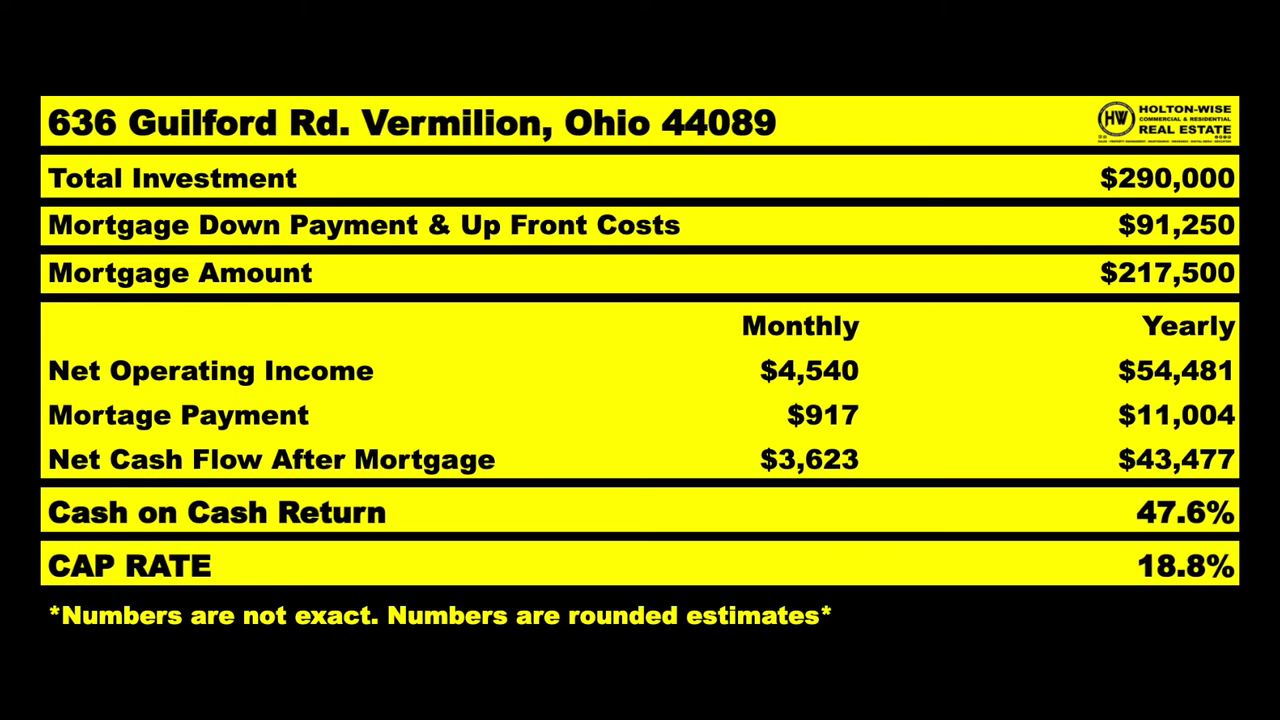 636 Guilford Rd. Vermilion, Ohio 44089
HW
HOLTON-WISE
COMMERCIAL & RESIDENTIAL
REAL ESTATE
Total Investment $290,000
Mortgage Down Payment & Up Front Costs $91,250
Mortgage Amount $217,500
Monthly Yearly
Net Operating Income $4,540 $54,481
Mortage Payment $917 $11,004
Net Cash Flow After Mortgage $3,623 $43,477
Cash on Cash Return 47.6%
CAP RATE 18.8%
*Numbers are not exact. Numbers are rounded estimates*